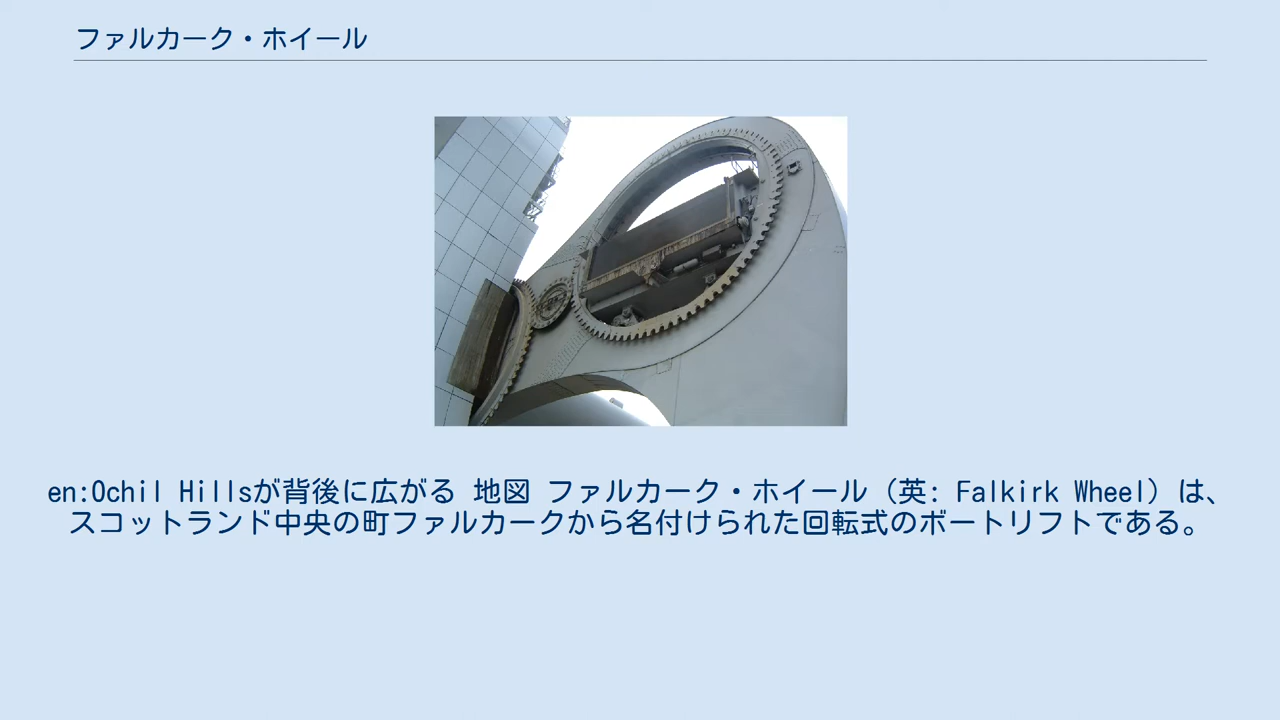 ファルカーク・ホイール
en:Ochil Hillsが背後に広がる 地図 ファルカーク・ホイール（英: Falkirk Wheel）は、
スコットランド中央の町ファルカークから名付けられた回転式のボートリフトである。